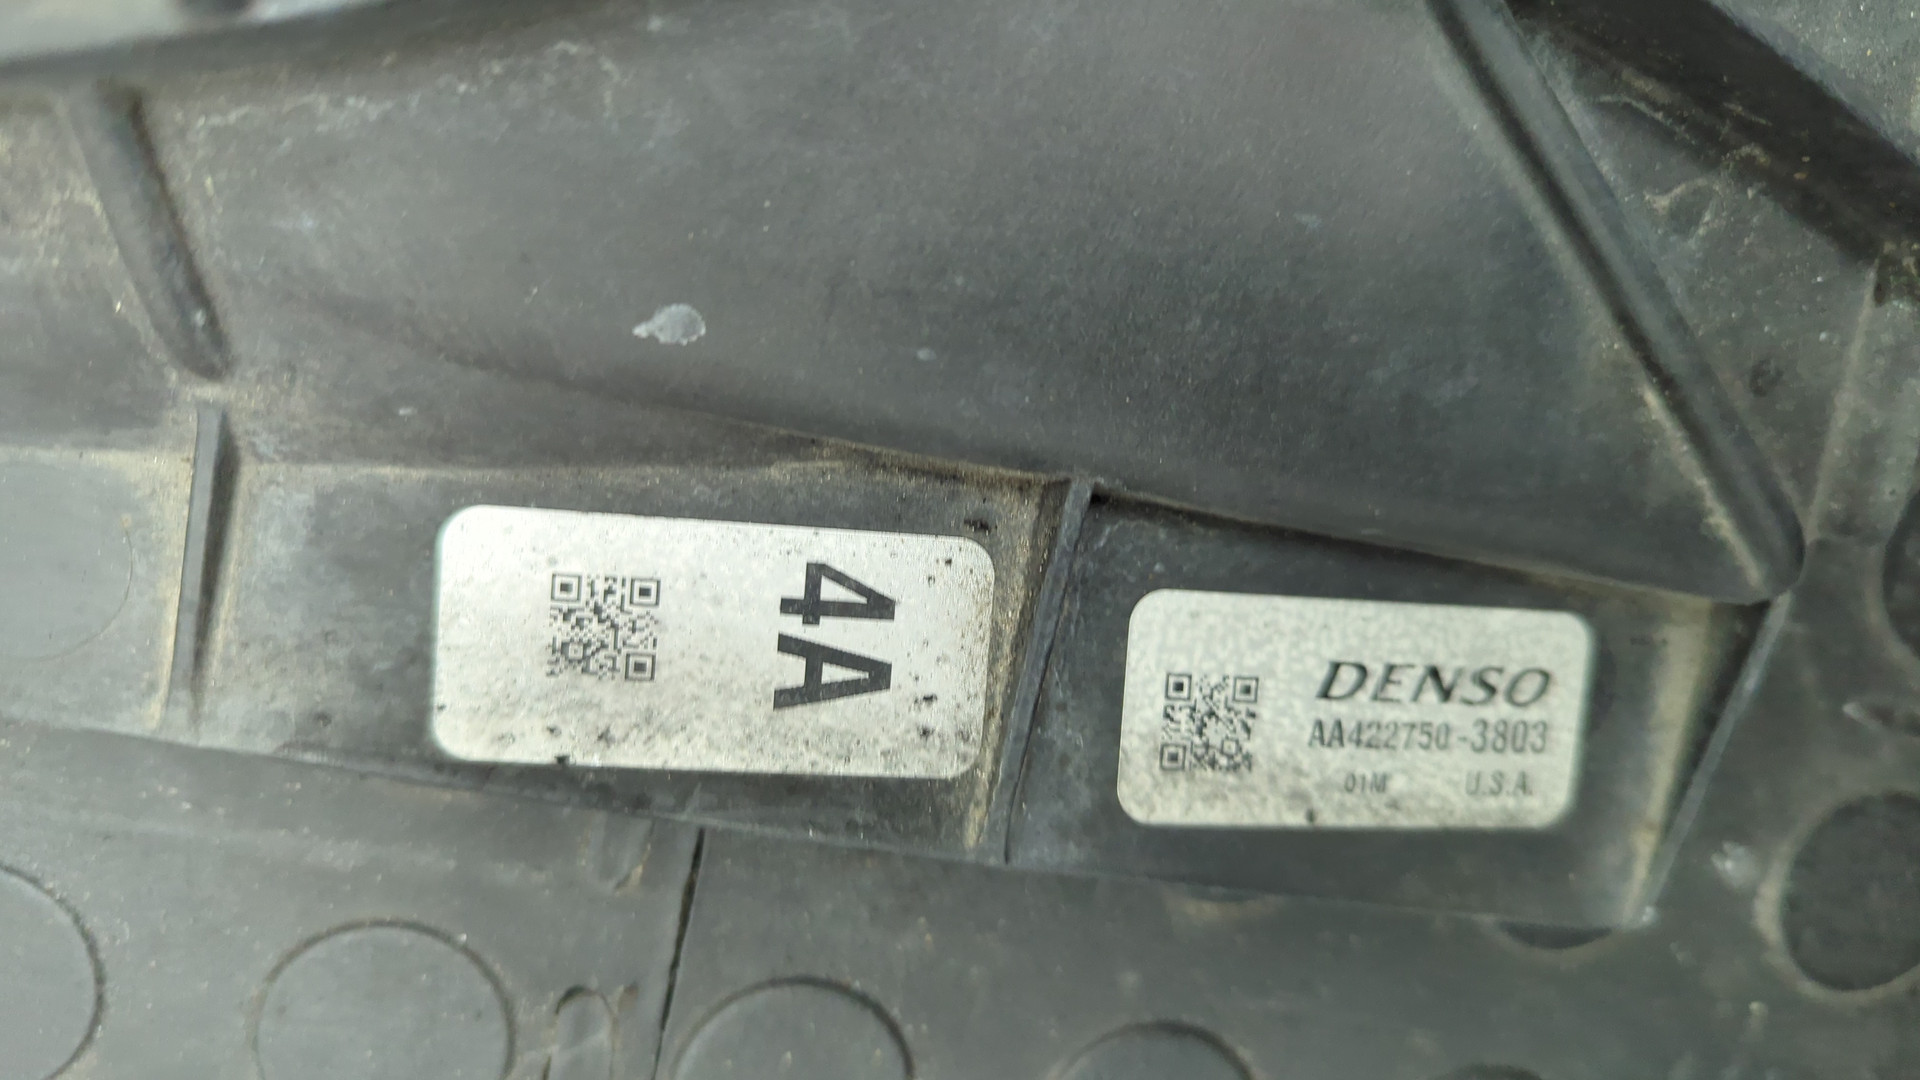 4A
DENSO
AA422750-3803
01M U.S.A.